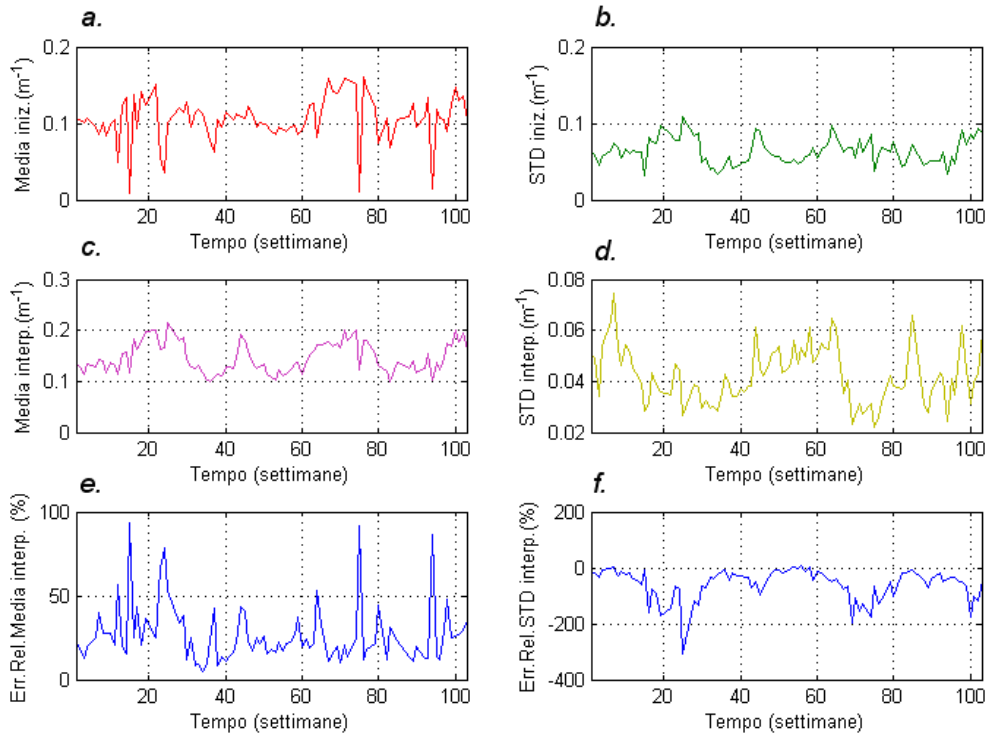 a.
b.
0.2
0.1
0
Media iniz.(m-1)
20
40
60
80
100
Tempo (settimane)
0.2
0.1
0
STD iniz.(m-1)
20
40
60
80
100
Tempo (settimane)
c.
d.
0.3
0.2
0.1
0
Media interp.(m-1)
20
40
60
80
100
Tempo (settimane)
0.08
0.06
0.04
0.02
STD interp.(m-1)
20
40
60
80
100
Tempo (settimane)
e.
f.
100
50
0
Err.Rel.Media interp. (%)
20
40
60
80
100
Tempo (settimane)
200
0
-200
-400
Err.Rel.STD interp.(%)
20
40
60
80
100
Tempo (settimane)